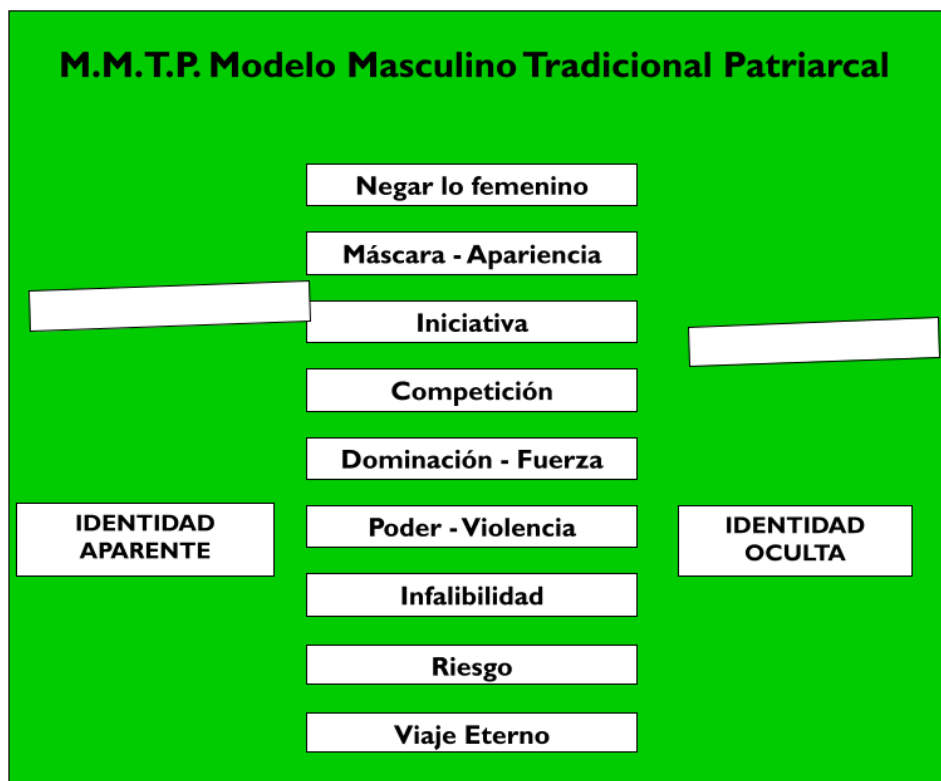 M.M.T.P. Modelo Masculino Tradicional Patriarcal
Negar lo femenino
Máscara - Apariencia
Iniciativa
Competición
Dominación - Fuerza
IDENTIDAD
APARENTE
Poder - Violencia
IDENTIDAD
OCULTA
Infalibilidad
Riesgo
Viaje Eterno